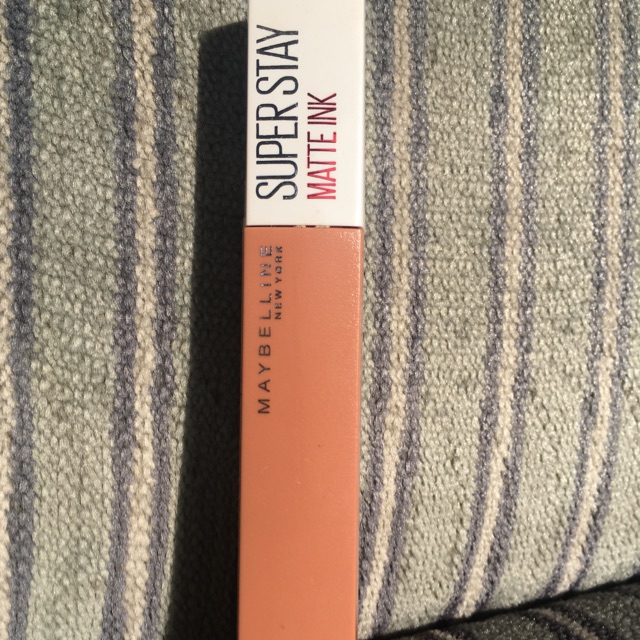 SUPER STAY
MATTE INK
MAYBELLINE
NEW YORK